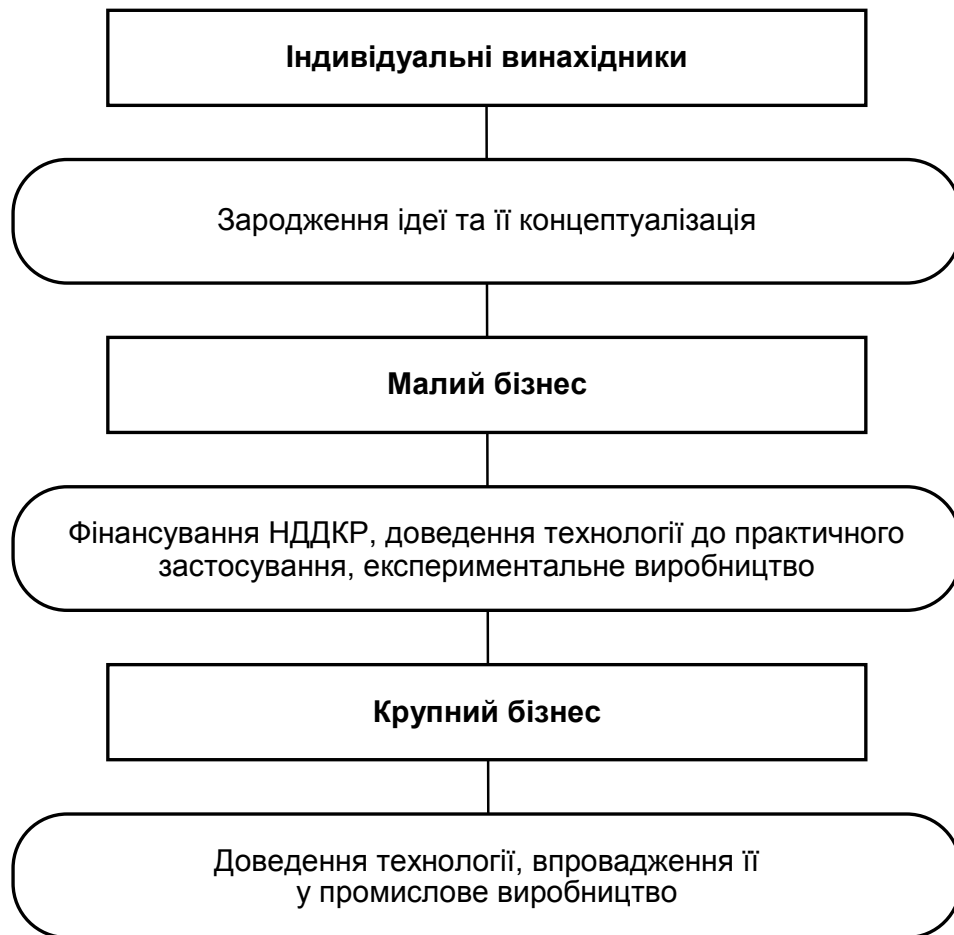 Індивідуальні винахідники
Зародження ідеї та її концептуалізація
Малий бізнес
Фінансування НДДКР, доведення технології до практичного
застосування, експериментальне виробництво
Крупний бізнес
Доведення технології, впровадження її
у промислове виробництво